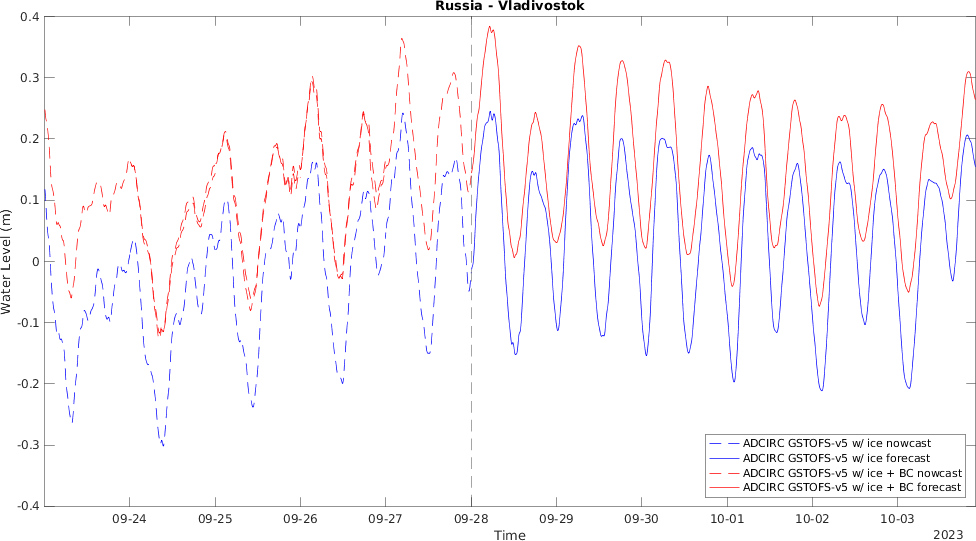 Russia - Vladivostok
0.4
0.3
0.2
0.1
0
-0.1
-0.2
-0.3
-0.4
Water Level (m)
09-24 09-25 09-26 09-27 09-28 09-29 09-30 10-01 10-02 10-03
Time
2023
ADCIRC GSTOFS-v5 w/ ice nowcast
ADCIRC GSTOFS-v5 w/ ice forecast
ADCIRC GSTOFS-v5 w/ ice + BC nowcast
ADCIRC GSTOFS-v5 w/ ice + BC forecast